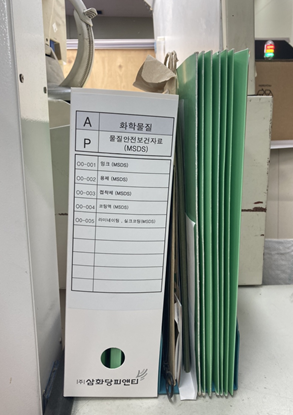 A 화학물질
P 물질안전보건자료
(MSDS)
00-001 잉크 (MSDS)
00-002 용제 (MSDS)
00-003 접착제 (MSDS)
00-004 코팅액 (MSDS)
00-005 라미네이팅 , 실크코팅(MSDS)
(주) 삼화당피앤티